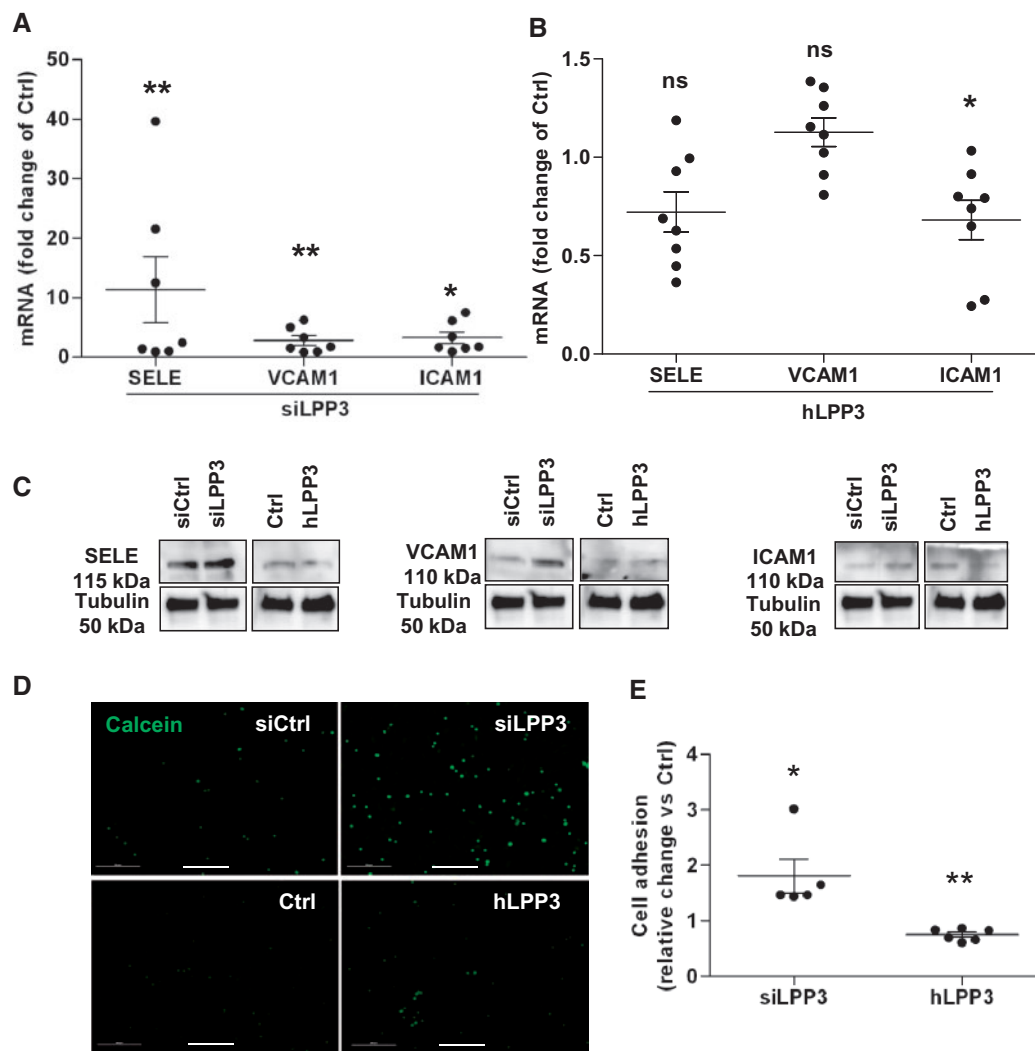 A
mRNA (fold change of Ctrl)
50
40
30
20
10
0
**
**
*
SELE
VCAM1
ICAM1
siLPP3
B
mRNA (fold change of Ctrl)
1.5
1.0
0.5
0.0
ns
ns
*
SELE
VCAM1
ICAM1
hLPP3
C
siCtrl
siLPP3
Ctrl
hLPP3
SELE
115 kDa
Tubulin
50 kDa
siCtrl
siLPP3
Ctrl
hLPP3
VCAM1
110 kDa
Tubulin
50 kDa
siCtrl
siLPP3
Ctrl
hLPP3
ICAM1
110 kDa
Tubulin
50 kDa
D
Calcein
siCtrl
siLPP3
Ctrl
hLPP3
E
Cell adhesion
(relative change vs Ctrl)
4
3
2
1
0
*
**
siLPP3
hLPP3